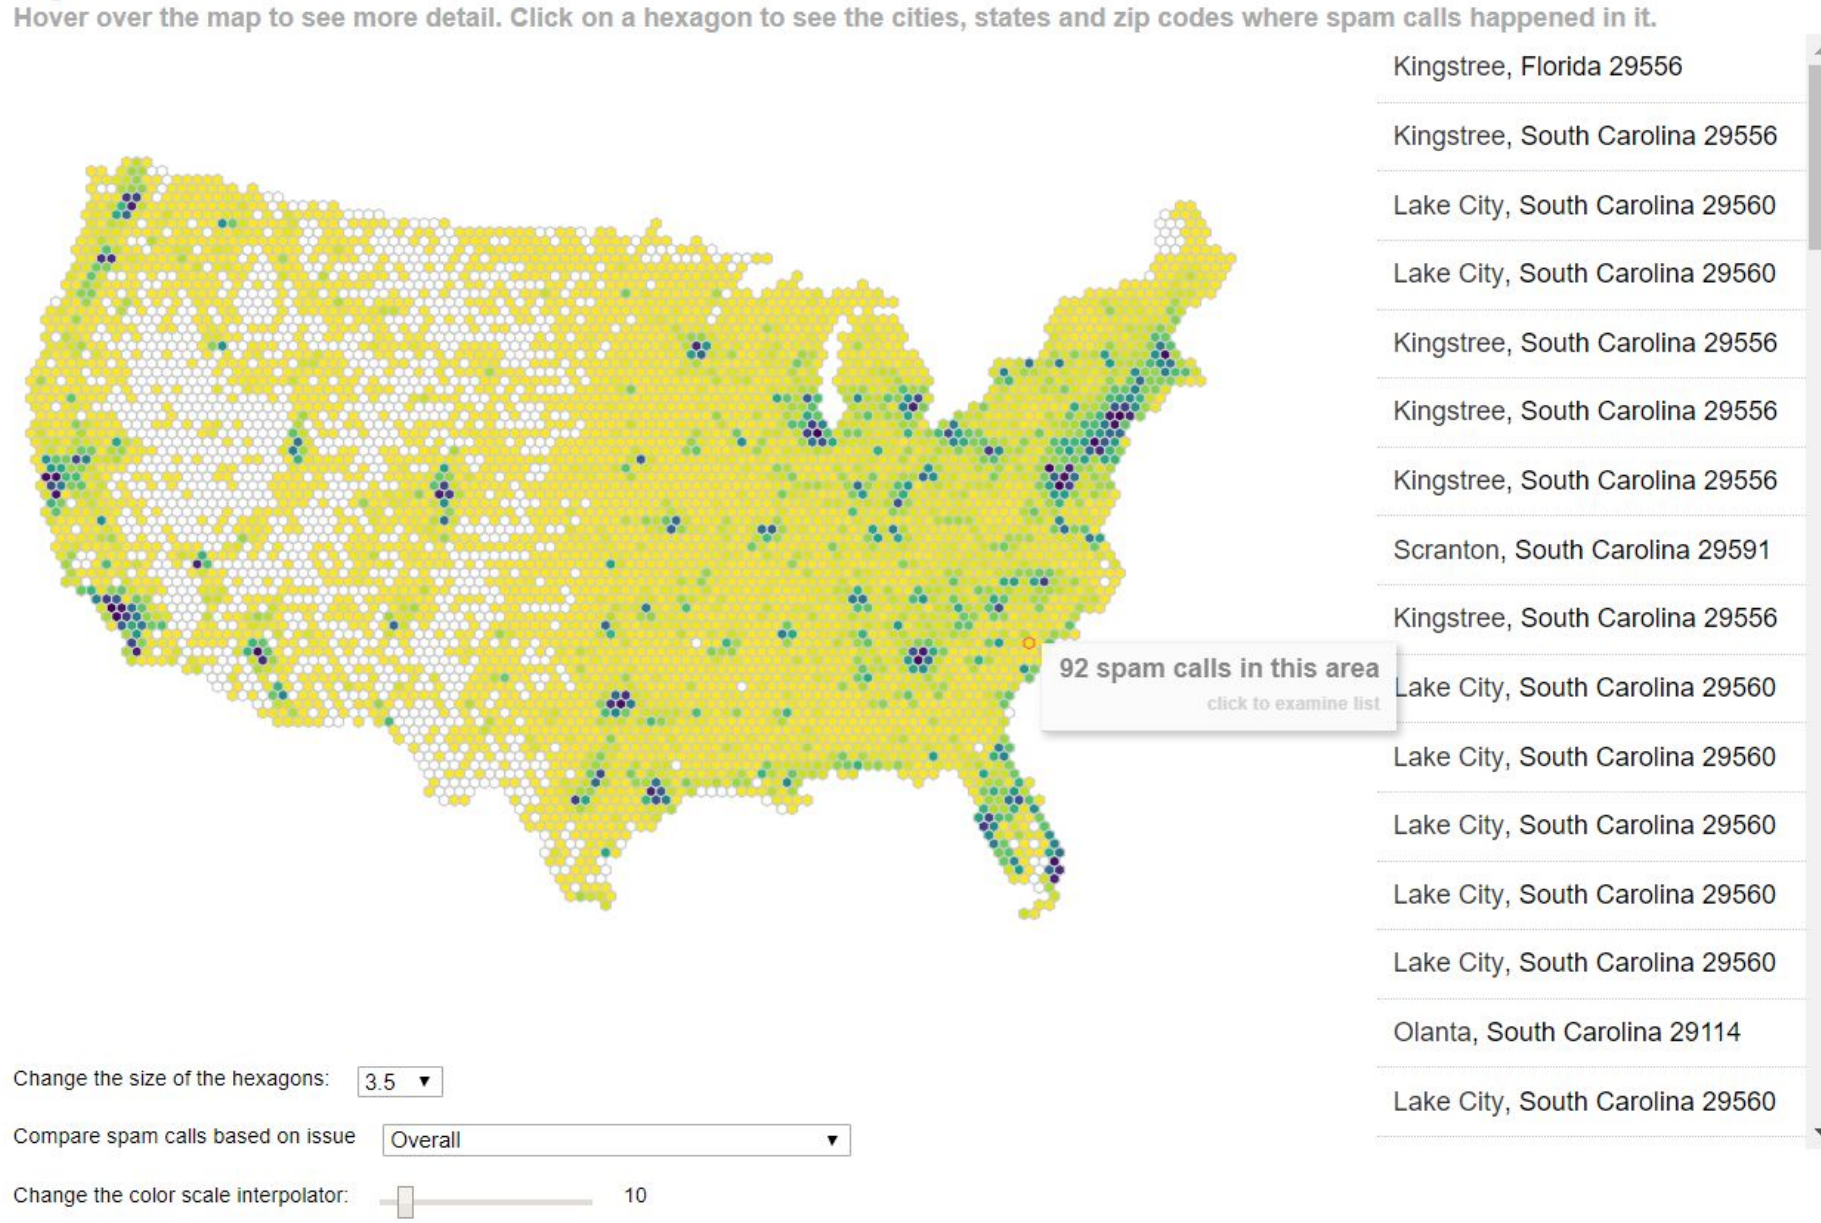 Hover over the map to see more detail. Click on a hexagon to see the cities, states and zip codes where spam calls happened in it.
Kingstree, Florida 29556
Kingstree, South Carolina 29556
Lake City, South Carolina 29560
Lake City, South Carolina 29560
Kingstree, South Carolina 29556
Kingstree, South Carolina 29556
Kingstree, South Carolina 29556
Scranton, South Carolina 29591
Kingstree, South Carolina 29556
92 spam calls in this area
click to examine list
Lake City, South Carolina 29560
Lake City, South Carolina 29560
Lake City, South Carolina 29560
Lake City, South Carolina 29560
Lake City, South Carolina 29560
Olanta, South Carolina 29114
Lake City, South Carolina 29560
Change the size of the hexagons: 3.5
Compare spam calls based on issue Overall
Change the color scale interpolator: 10